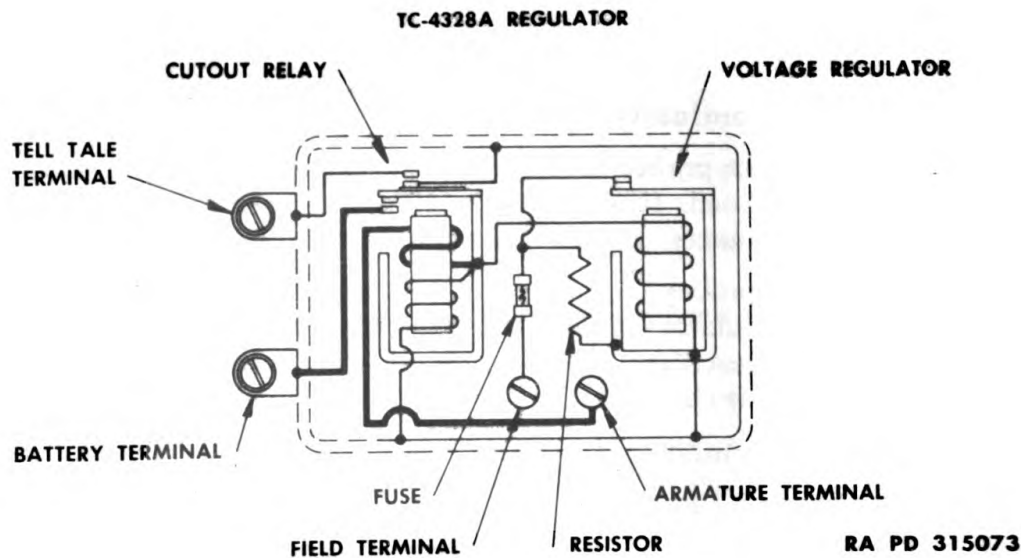 TC-4328A REGULATOR
CUTOUT RELAY
VOLTAGE REGULATOR
TELL TALE
TERMINAL
BATTERY TERMINAL
FUSE
ARMATURE TERMINAL
FIELD TERMINAL
RESISTOR
RA PD 315073